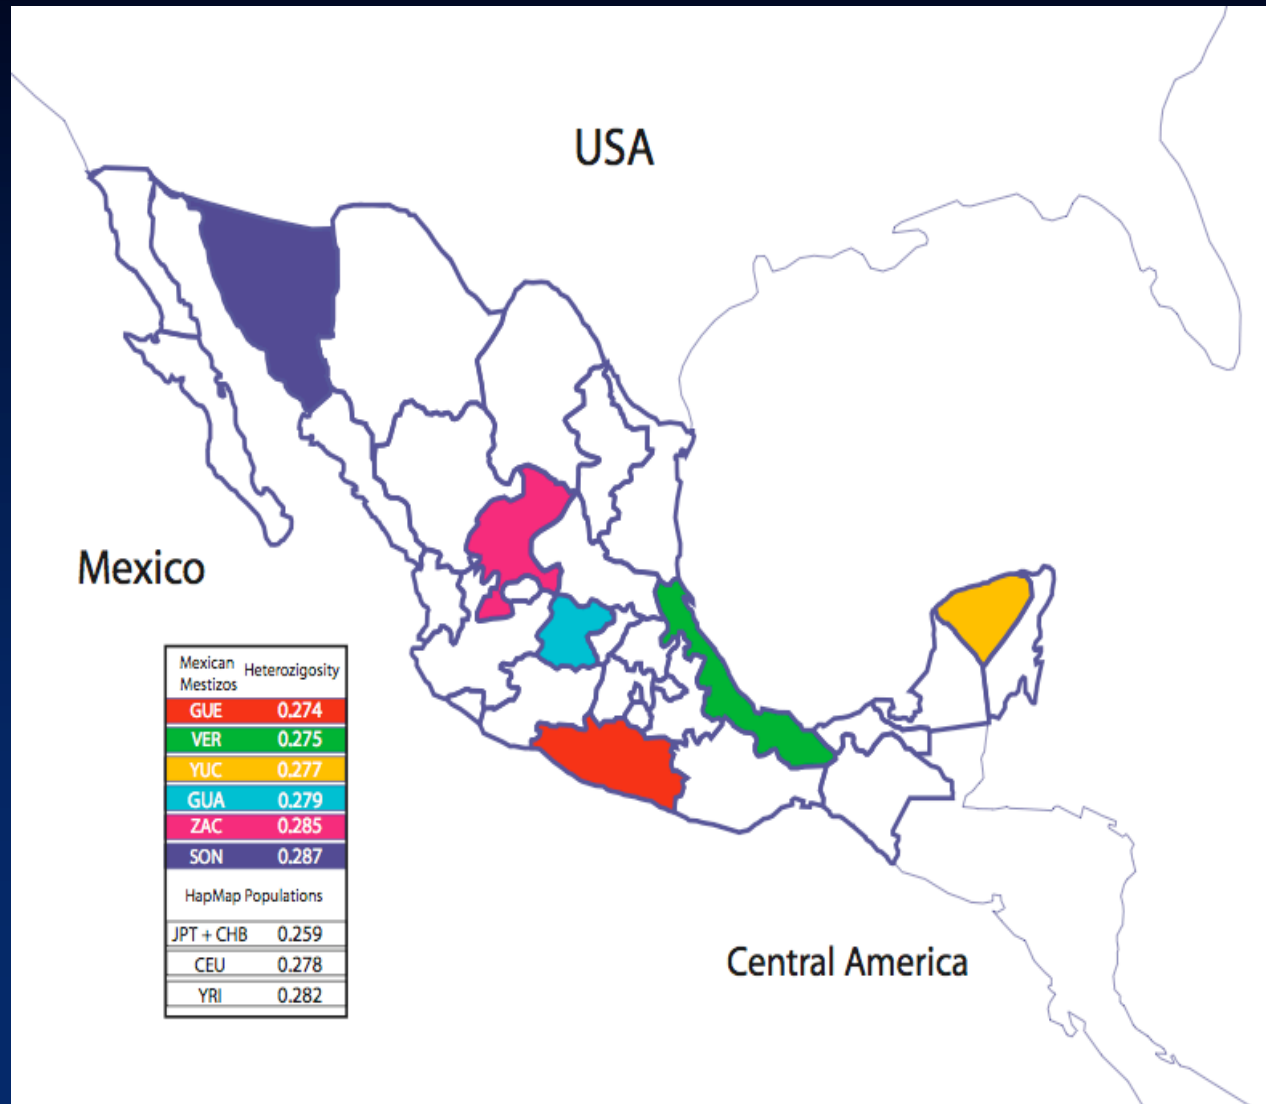 USA
Mexico
Mexican Mestizos Heterozigosity
GUE 0.274
VER 0.275
YUC 0.277
GUA 0.279
ZAC 0.285
SON 0.287
HapMap Populations
JPT + CHB 0.259
CEU 0.278
YRI 0.282
Central America